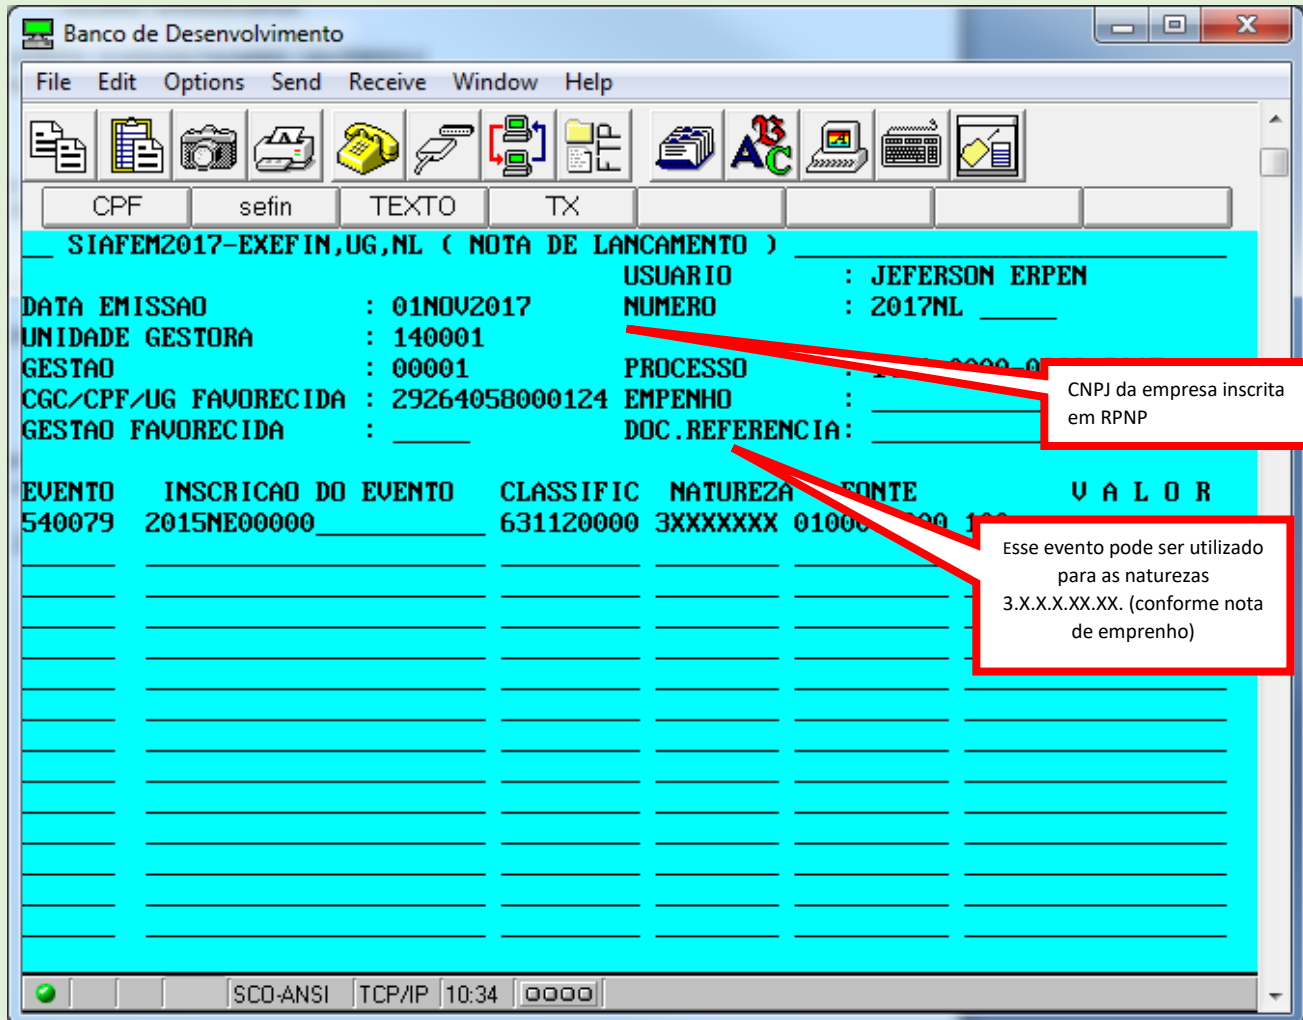 Banco de Desenvolvimento
File Edit Options Send Receive Window Help
FTP
CPF sefin TEXTO TX
SIAFEM2017-EXEFIN,UG,NL ( NOTA DE LANCAMENTO )
USUARIO : JEFERSON ERPEN
DATA EMISSAO : 01NOV2017 NUMERO : 2017NL
UNIDADE GESTORA : 140001
GESTAO : 00001 PROCESSO :
CGC/CPF/UG FAVORECIDA : 29264058000124 EMPENHO :
GESTAO FAVORECIDA : DOC.REFERENCIA:
CNPJ da empresa inscrita
em RPNP
EVENTO INSCRICAO DO EVENTO CLASSIFIC NATUREZA FONTE V A L O R
540079 2015NE00000 631120000 3XXXXXXX
Esse evento pode ser utilizado
para as naturezas
3.X.X.X.XX.XX. (conforme nota
de emprenho)
SCO-ANSI TCP/IP 10:34